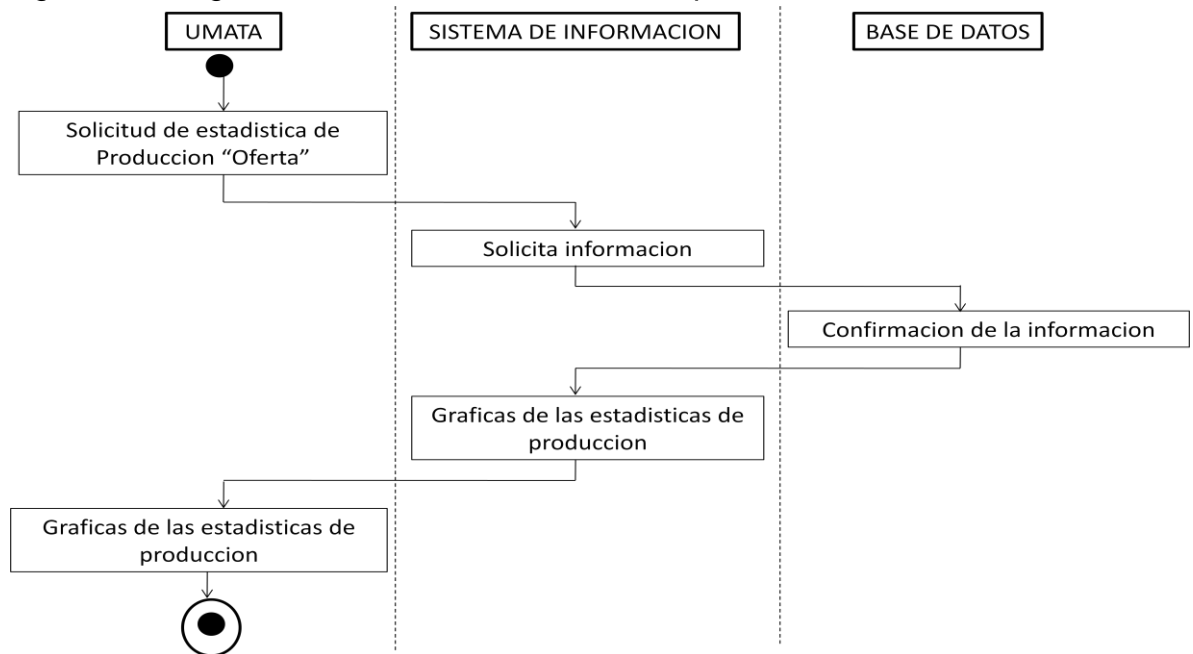 UMATA
SISTEMA DE INFORMACION
BASE DE DATOS
Solicitud de estadistica de
Produccion “Oferta”
Solicita informacion
Confirmacion de la informacion
Graficas de las estadisticas de
produccion
Graficas de las estadisticas de
produccion